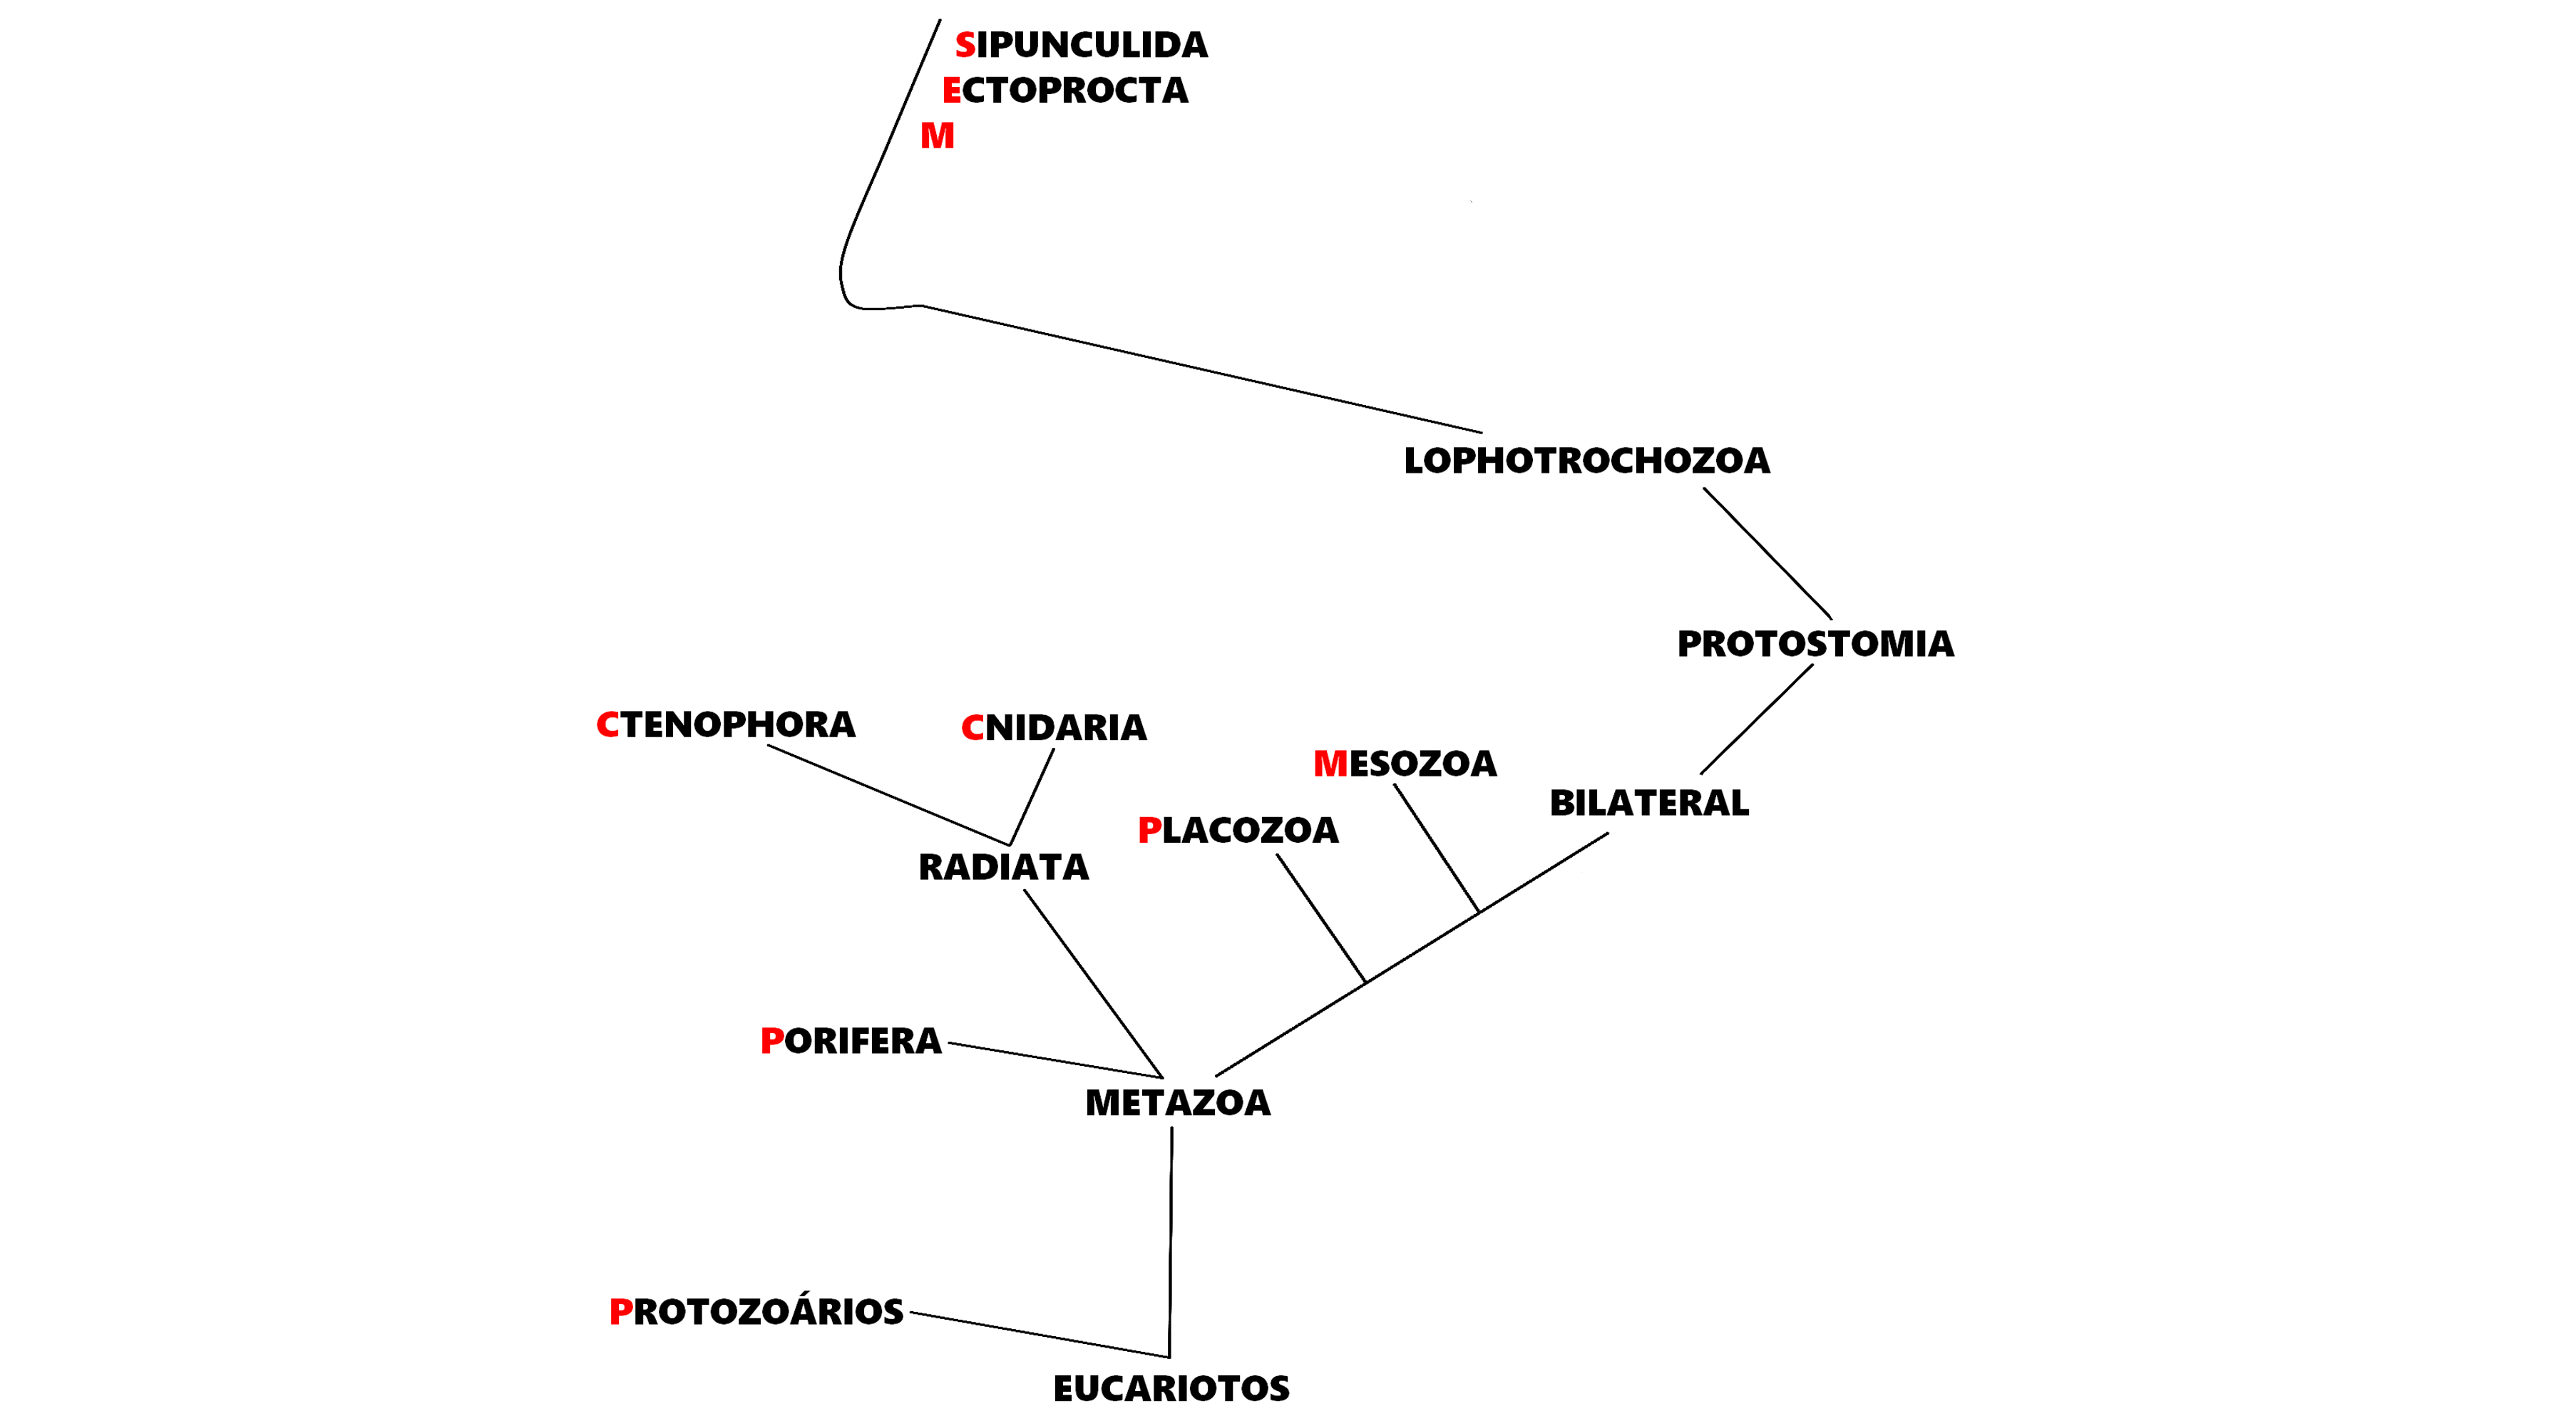 SIPUNCULIDA
ECTOPROCTA
M
LOPHOTROCHOZOA
PROTOSTOMIA
CTENOPHORA
CNIDARIA
MESOZOA
BILATERAL
PLACOZOA
RADIATA
PORIFERA
METAZOA
PROTOZOÁRIOS
EUCARIOTOS